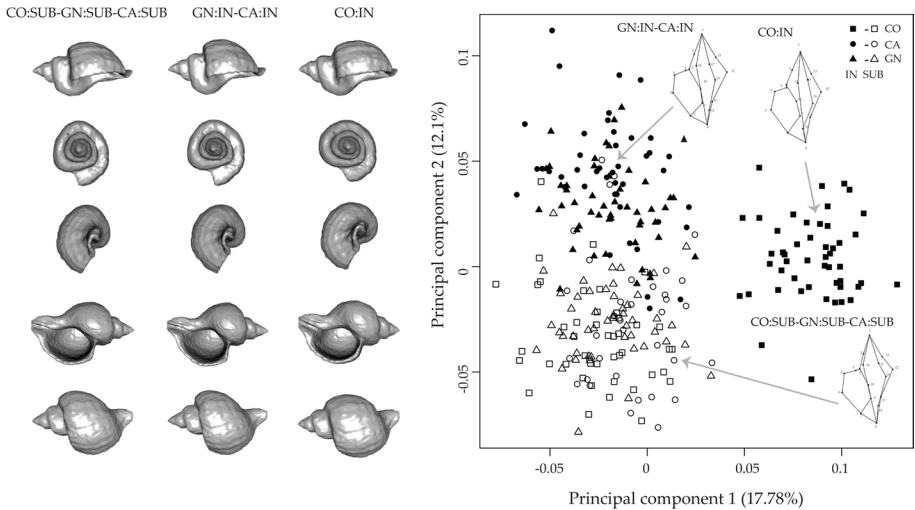 CO:SUB-GN:SUB-CA:SUB
GN:IN-CA:IN
CO:IN
GN:IN-CA:IN
CO:IN
CO
CA
GN
IN SUB
CO:SUB-GN:SUB-CA:SUB
0.1
0.05
0
-0.05
Principal component 2 (12.1%)
-0.05
0
0.05
0.1
Principal component 1 (17.78%)